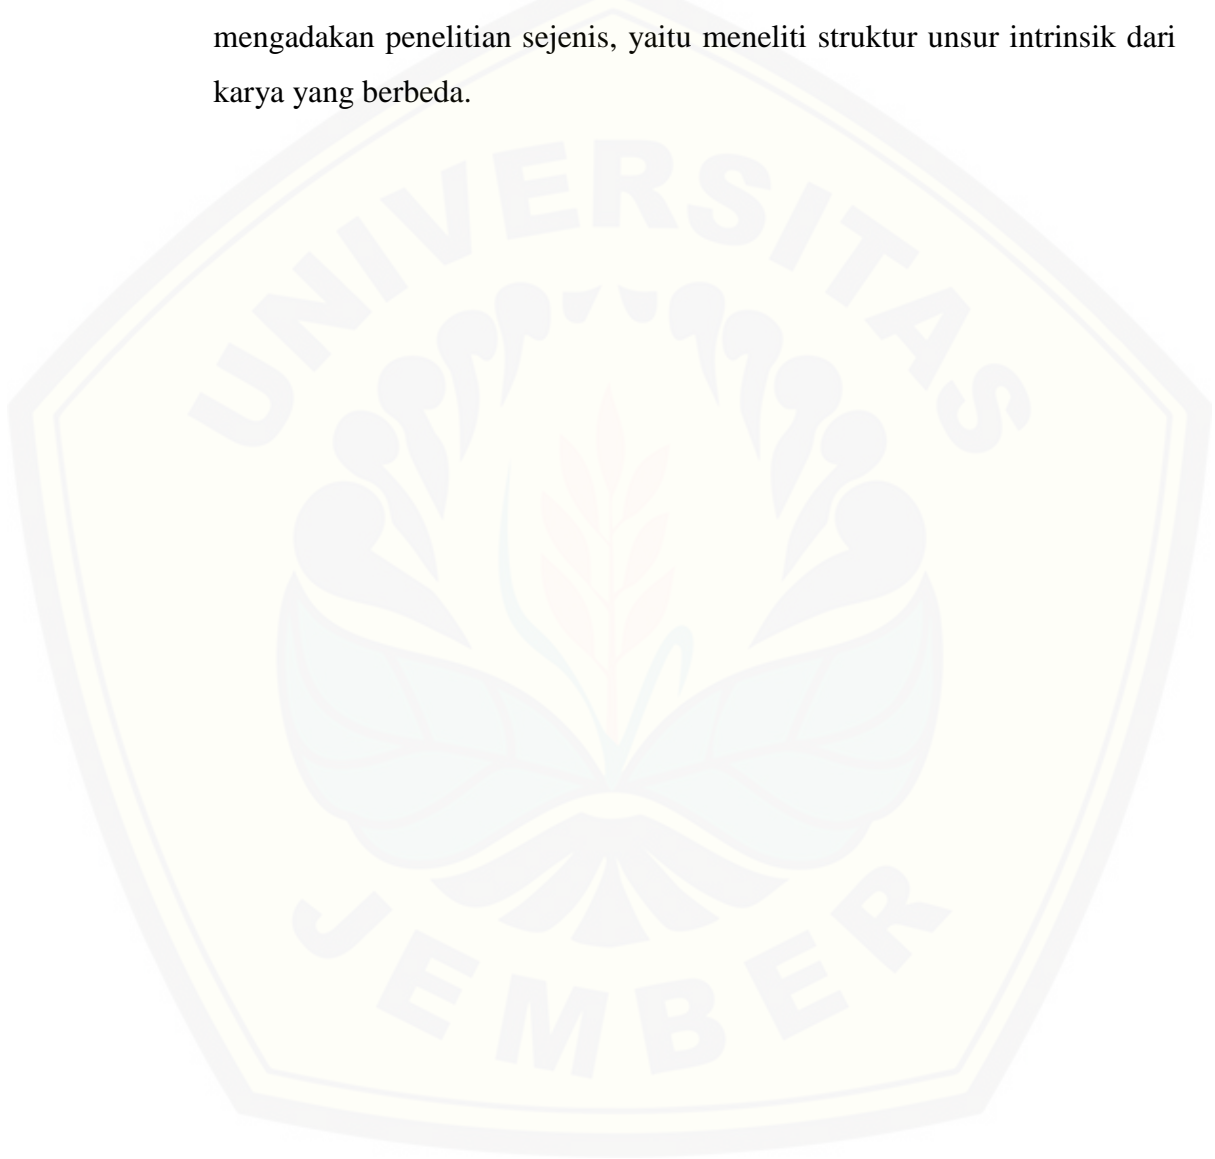 mengadakan penelitian sejenis, yaitu meneliti struktur unsur intrinsik dari
karya yang berbeda.
UNIVERSITAS
JEMBER